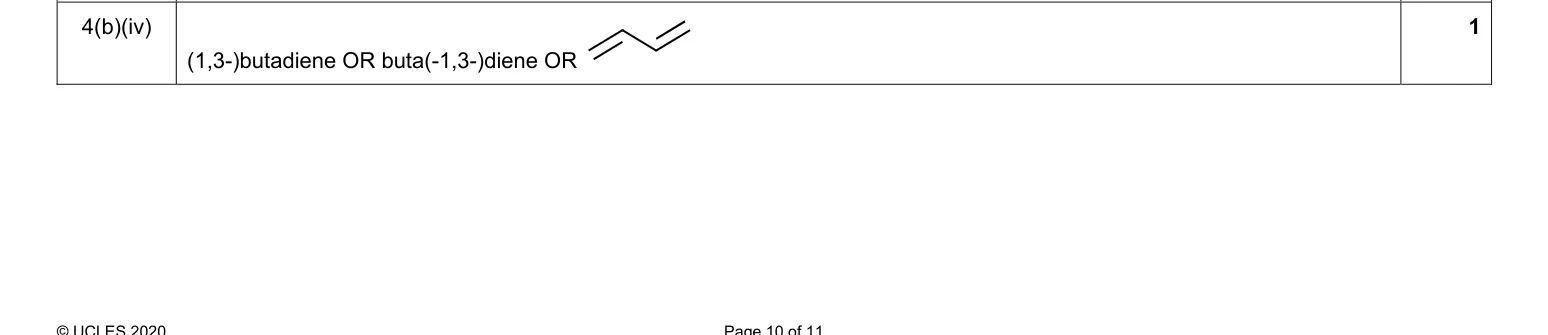 4(b)(iv)
1
(1,3-)butadiene OR buta(-1,3-)diene OR
© UCLES 2020
Page 10 of 11